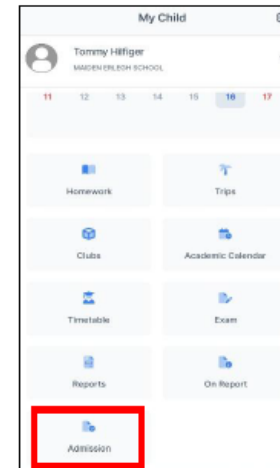 My Child
Tommy Hilfiger
MAIDEN ERLEGH SCHOOL
11 12 13 14 15 16 17
Homework Trips
Clubs Academic Calendar
Timetable Exam
Reports On Report
Admission